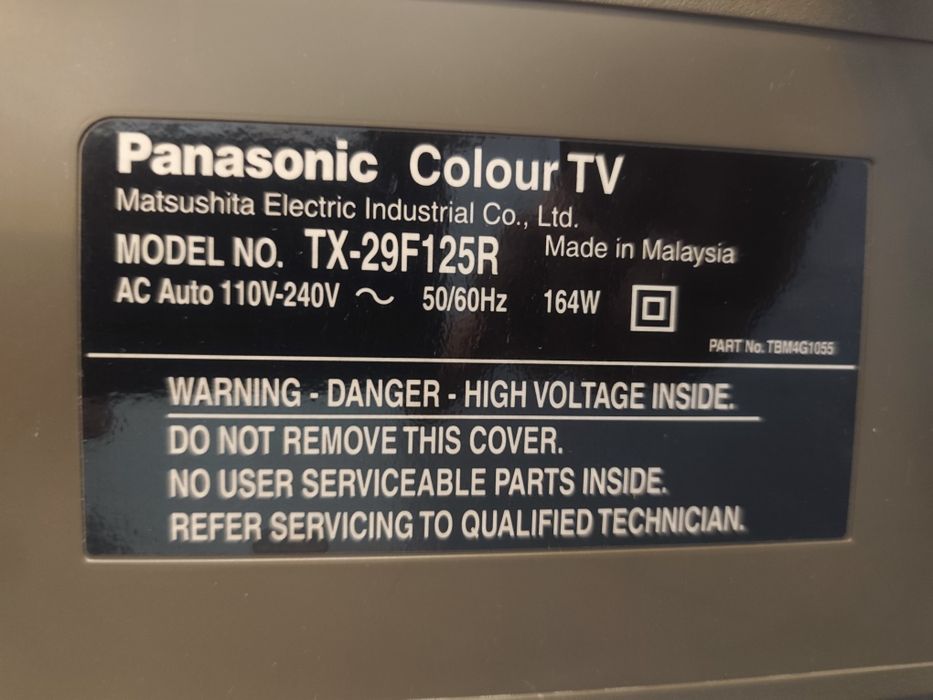 Panasonic Colour TV
Matsushita Electric Industrial Co., Ltd.
MODEL NO. TX-29F125R Made in Malaysia
AC Auto 110V-240V ~ 50/60Hz 164W
PART No. TBM4G1055
WARNING - DANGER - HIGH VOLTAGE INSIDE.
DO NOT REMOVE THIS COVER.
NO USER SERVICEABLE PARTS INSIDE.
REFER SERVICING TO QUALIFIED TECHNICIAN.